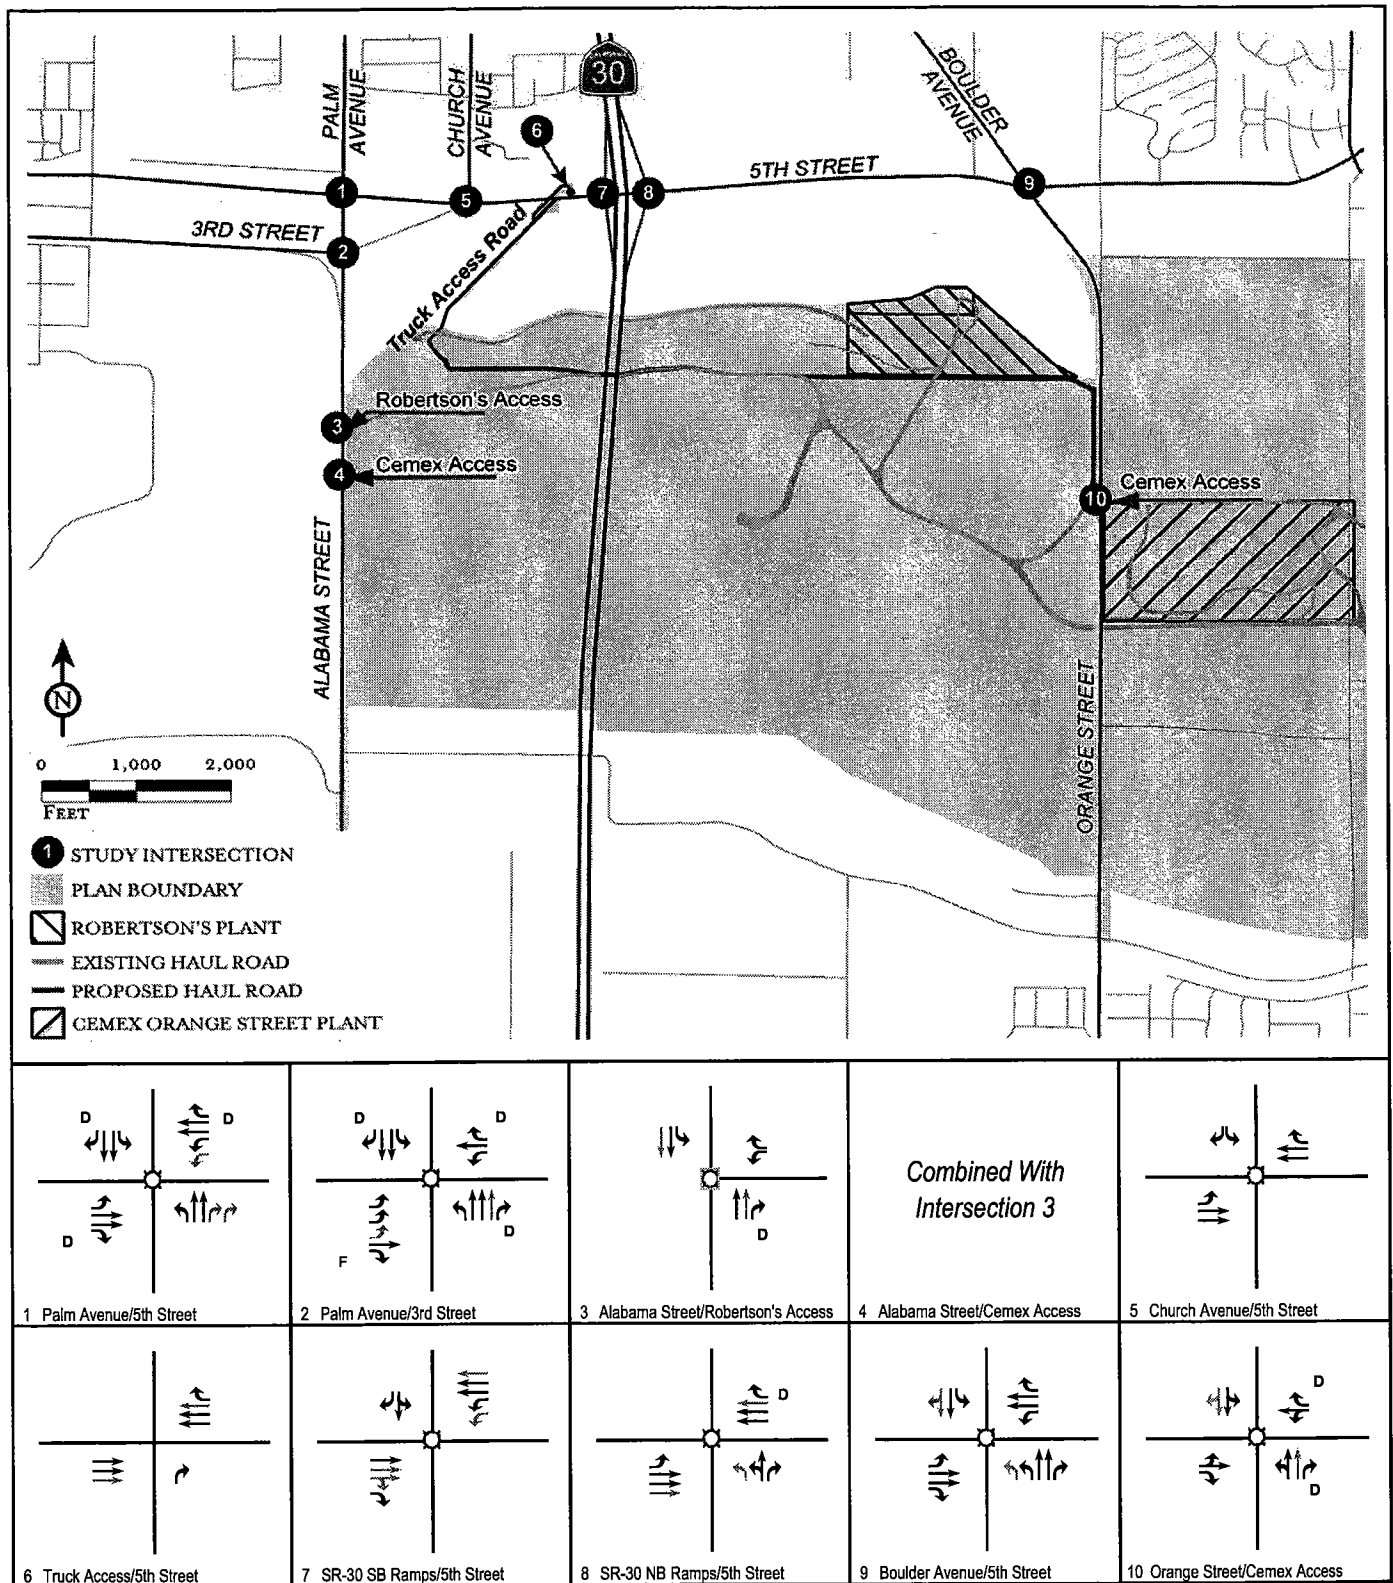 30
PALM
AVENUE
CHURCH
AVENUE
6
BOULDER
AVENUE
5TH STREET
1
5
7
8
9
3RD STREET
2
Truck Access Road
Robertson's Access
3
Cemex Access
4
Cemex Access
10
ALABAMA STREET
ORANGE STREET
N
0 1,000 2,000
FEET
1 STUDY INTERSECTION
PLAN BOUNDARY
ROBERTSON'S PLANT
EXISTING HAUL ROAD
PROPOSED HAUL ROAD
CEMEX ORANGE STREET PLANT
D D
D
1 Palm Avenue/5th Street
D D
D
F
2 Palm Avenue/3rd Street
D
3 Alabama Street/Robertson's Access
Combined With
Intersection 3
4 Alabama Street/Cemex Access
5 Church Avenue/5th Street
6 Truck Access/5th Street
7 SR-30 SB Ramps/5th Street
D
8 SR-30 NB Ramps/5th Street
9 Boulder Avenue/5th Street
D
D
10 Orange Street/Cemex Access